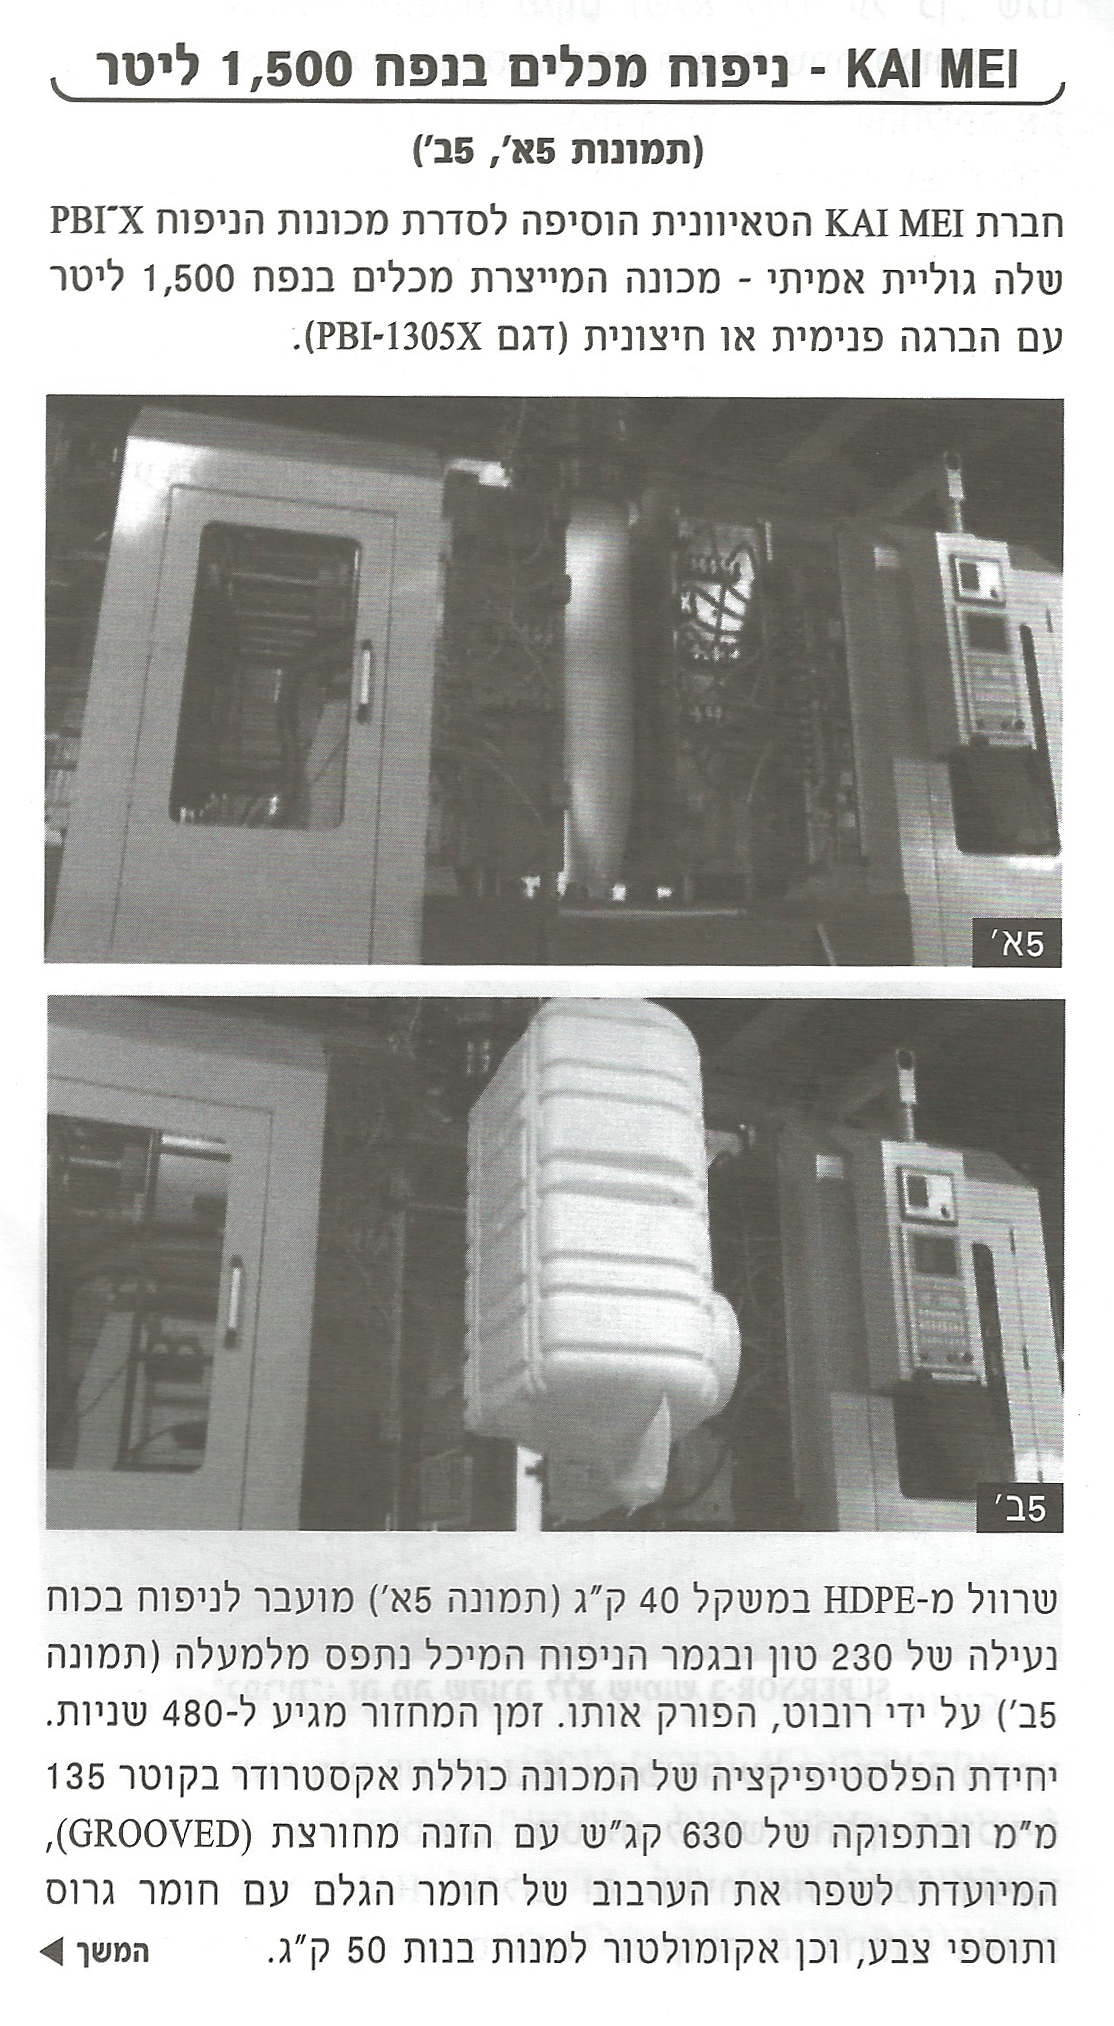 KAI MEI - ניפוח מכלים בנפח 1,500 ליטר
(תמונות 5א', 5ב')
חברת KAI MEI הטאיוונית הוסיפה לסדרת מכונות הניפוח PBI-X
שלה גוליית אמיתי - מכונה המייצרת מכלים בנפח 1,500 ליטר
עם הברגה פנימית או חיצונית (דגם PBI-1305X).
5א'
5ב'
שרוול מ-HDPE במשקל 40 ק"ג (תמונה 5א') מועבר לניפוח בכוח
נעילה של 230 טון ובגמר הניפוח המיכל נתפס מלמעלה (תמונה
5ב') על ידי רובוט, הפורק אותו. זמן המחזור מגיע ל-480 שניות.
יחידת הפלסטיפיקציה של המכונה כוללת אקסטרודר בקוטר 135
מ"מ ובתפוקה של 630 קג"ש עם הזנה מחורצת (GROOVED),
המיועדת לשפר את הערבוב של חומר הגלם עם חומר גרוס
ותוספי צבע, וכן אקומולטור למנות בנות 50 ק"ג.
המשך ◀